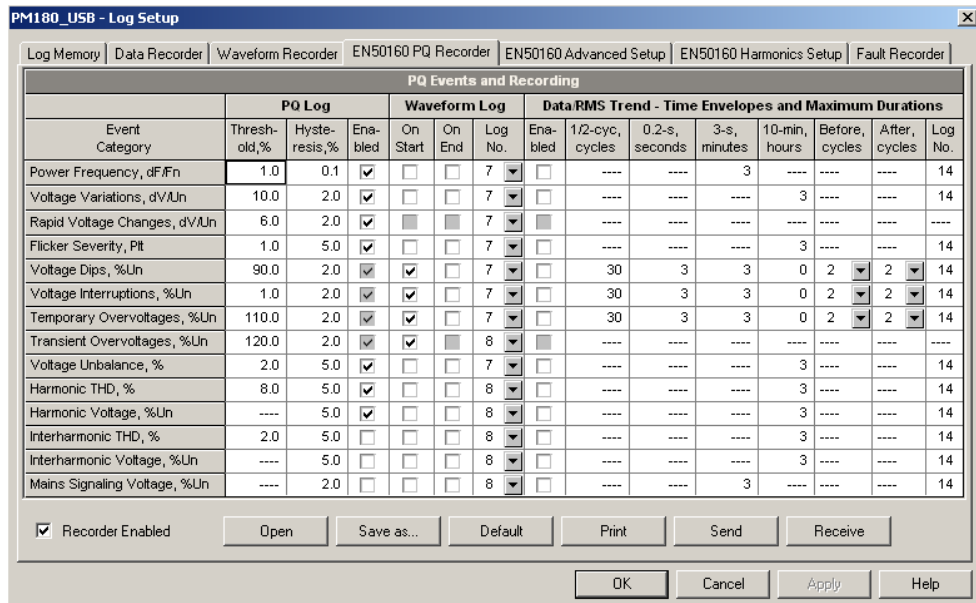 PM180_USB - Log Setup
Log Memory Data Recorder Waveform Recorder EN50160 PQ Recorder EN50160 Advanced Setup EN50160 Harmonics Setup Fault Recorder
PQ Events and Recording
PQ Log Waveform Log Data/RMS Trend - Time Envelopes and Maximum Durations
Event Thresh- Hyste- Ena- On On Log Ena- 1/2-cyc, 0.2-s, 3-s, 10-min, Before, After, Log
Category old,% resis,% bled Start End No. bled cycles seconds minutes hours cycles cycles No.
Power Frequency, dF/Fn 1.0 0.1 7 ---- ---- 3 ---- ---- ---- 14
Voltage Variations, dV/Un 10.0 2.0 7 ---- ---- ---- 3 ---- ---- 14
Rapid Voltage Changes, dV/Un 6.0 2.0 7 ---- ---- ---- ---- ---- ---- ----
Flicker Severity, Plt 1.0 5.0 7 ---- ---- ---- 3 ---- ---- 14
Voltage Dips, %Un 90.0 2.0 7 30 3 3 0 2 2 14
Voltage Interruptions, %Un 1.0 2.0 7 30 3 3 0 2 2 14
Temporary Overvoltages, %Un 110.0 2.0 7 30 3 3 0 2 2 14
Transient Overvoltages, %Un 120.0 2.0 8 ---- ---- ---- ---- ---- ---- ----
Voltage Unbalance, % 2.0 5.0 7 ---- ---- ---- 3 ---- ---- 14
Harmonic THD, % 8.0 5.0 8 ---- ---- ---- 3 ---- ---- 14
Harmonic Voltage, %Un ---- 5.0 8 ---- ---- ---- 3 ---- ---- 14
Interharmonic THD, % 2.0 5.0 8 ---- ---- ---- 3 ---- ---- 14
Interharmonic Voltage, %Un ---- 5.0 8 ---- ---- ---- 3 ---- ---- 14
Mains Signaling Voltage, %Un ---- 2.0 8 ---- ---- 3 ---- ---- ---- 14
Recorder Enabled Open Save as... Default Print Send Receive
OK Cancel Apply Help